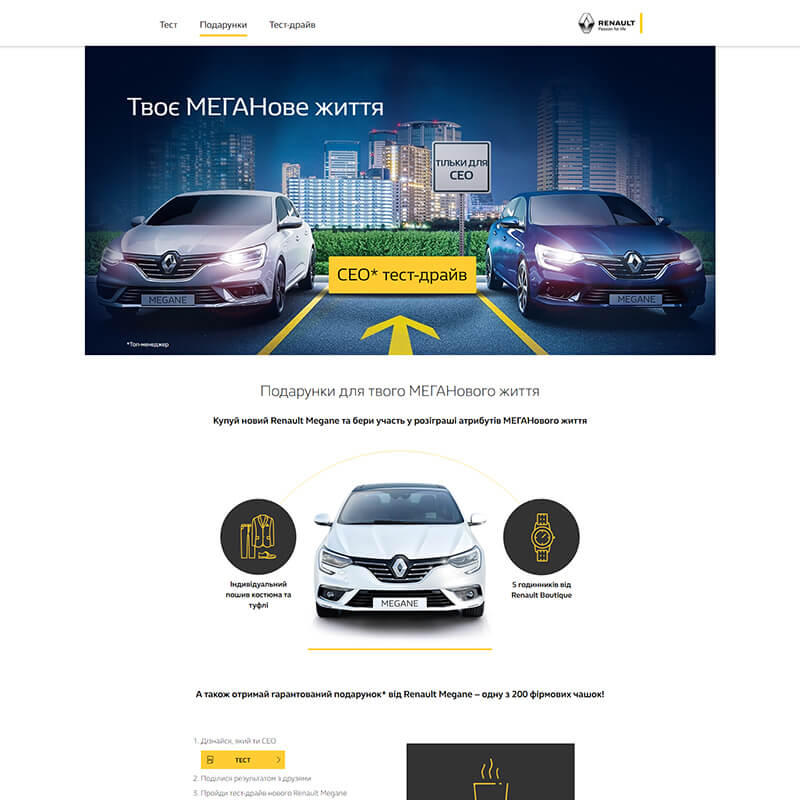 Тест Подарунки Тест-драйв
RENAULT
Passion for life
Твоє МЕГАНове життя
ТІЛЬКИ ДЛЯ
СЕО
СЕО* тест-драйв
MEGANE
MEGANE
*Топ-менеджер
Подарунки для твого МЕГАНового життя
Купуй новий Renault Megane та бери участь у розіграші атрибутів МЕГАНового життя
Індивідуальний
пошив костюма та
туфлі
5 годинників від
Renault Boutique
MEGANE
А також отримай гарантований подарунок* від Renault Megane – одну з 200 фірмових чашок!
1. Дізнайся, який ти СЕО
ТЕСТ
2. Поділися результатом з друзями
3. Пройди тест-драйв нового Renault Megane